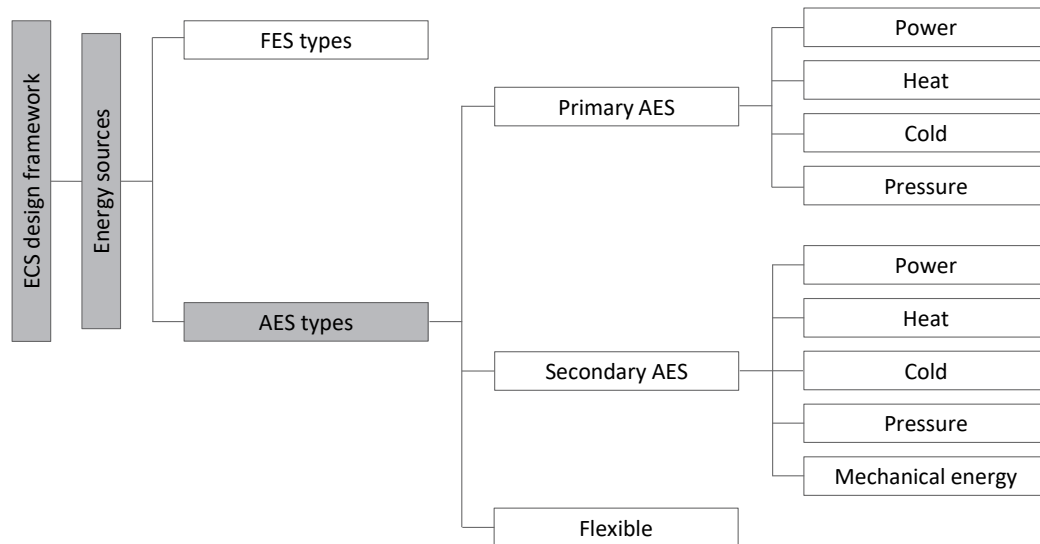 ECS design framework
Energy sources
FES types
AES types
Primary AES
Power
Heat
Cold
Pressure
Secondary AES
Power
Heat
Cold
Pressure
Mechanical energy
Flexible